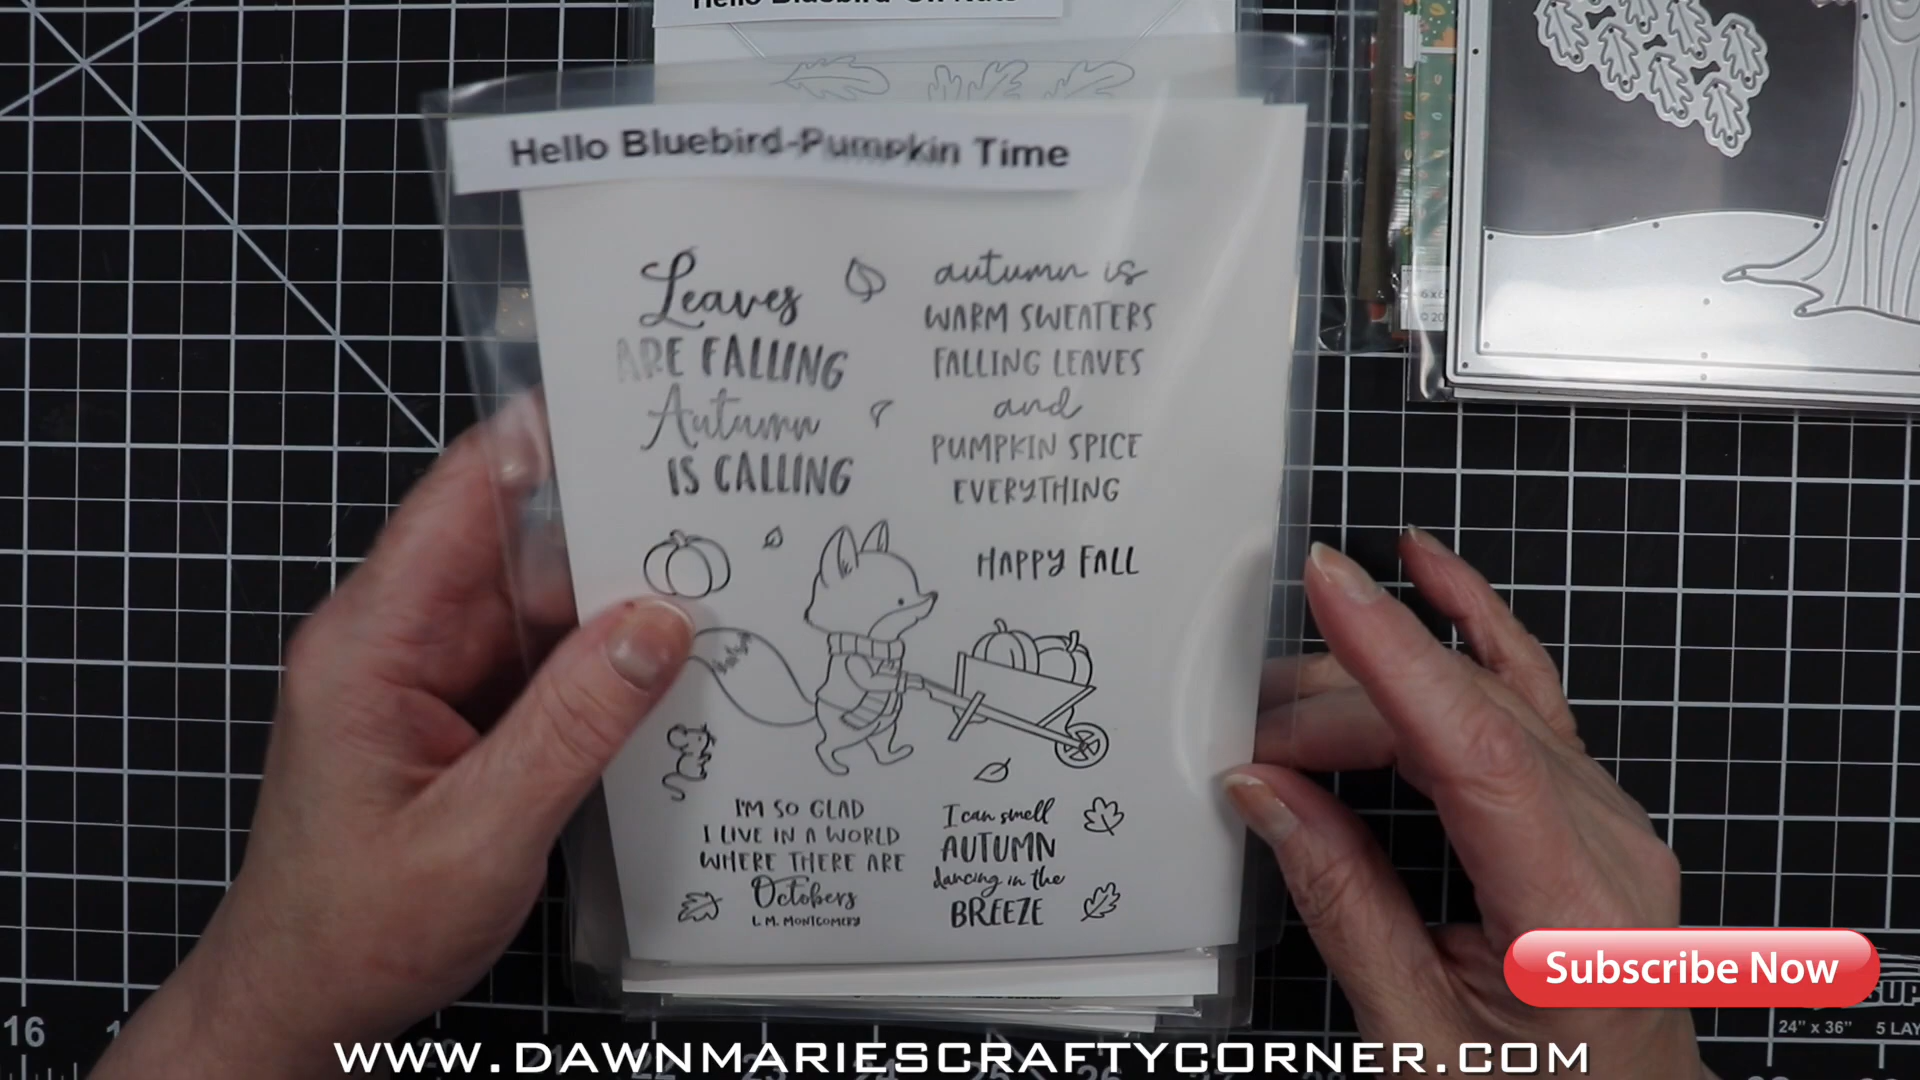 Hello Bluebird-Pumpkin Time
Leaves
ARE FALLING
Autumn
IS CALLING
autumn is
WARM SWEATERS
FALLING LEAVES
and
PUMPKIN SPICE
EVERYTHING
HAPPY FALL
I'M SO GLAD
I LIVE IN A WORLD
WHERE THERE ARE
Octobers
L. M. MONTGOMERY
I can smell
AUTUMN
dancing in the
BREEZE
Subscribe Now
24" x 36"
16
WWW.DAWNMARIESCRAFTYCORNER.COM